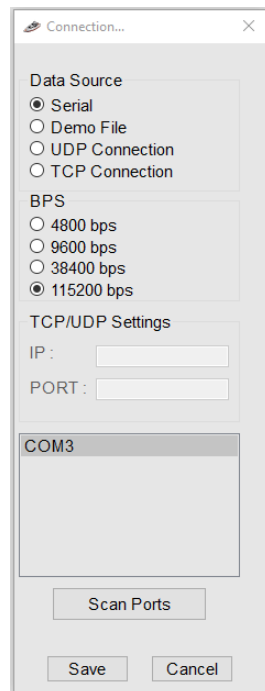 Connection...
Data Source
Serial
Demo File
UDP Connection
TCP Connection
BPS
4800 bps
9600 bps
38400 bps
115200 bps
TCP/UDP Settings
IP :
PORT :
COM3
Scan Ports
Save Cancel